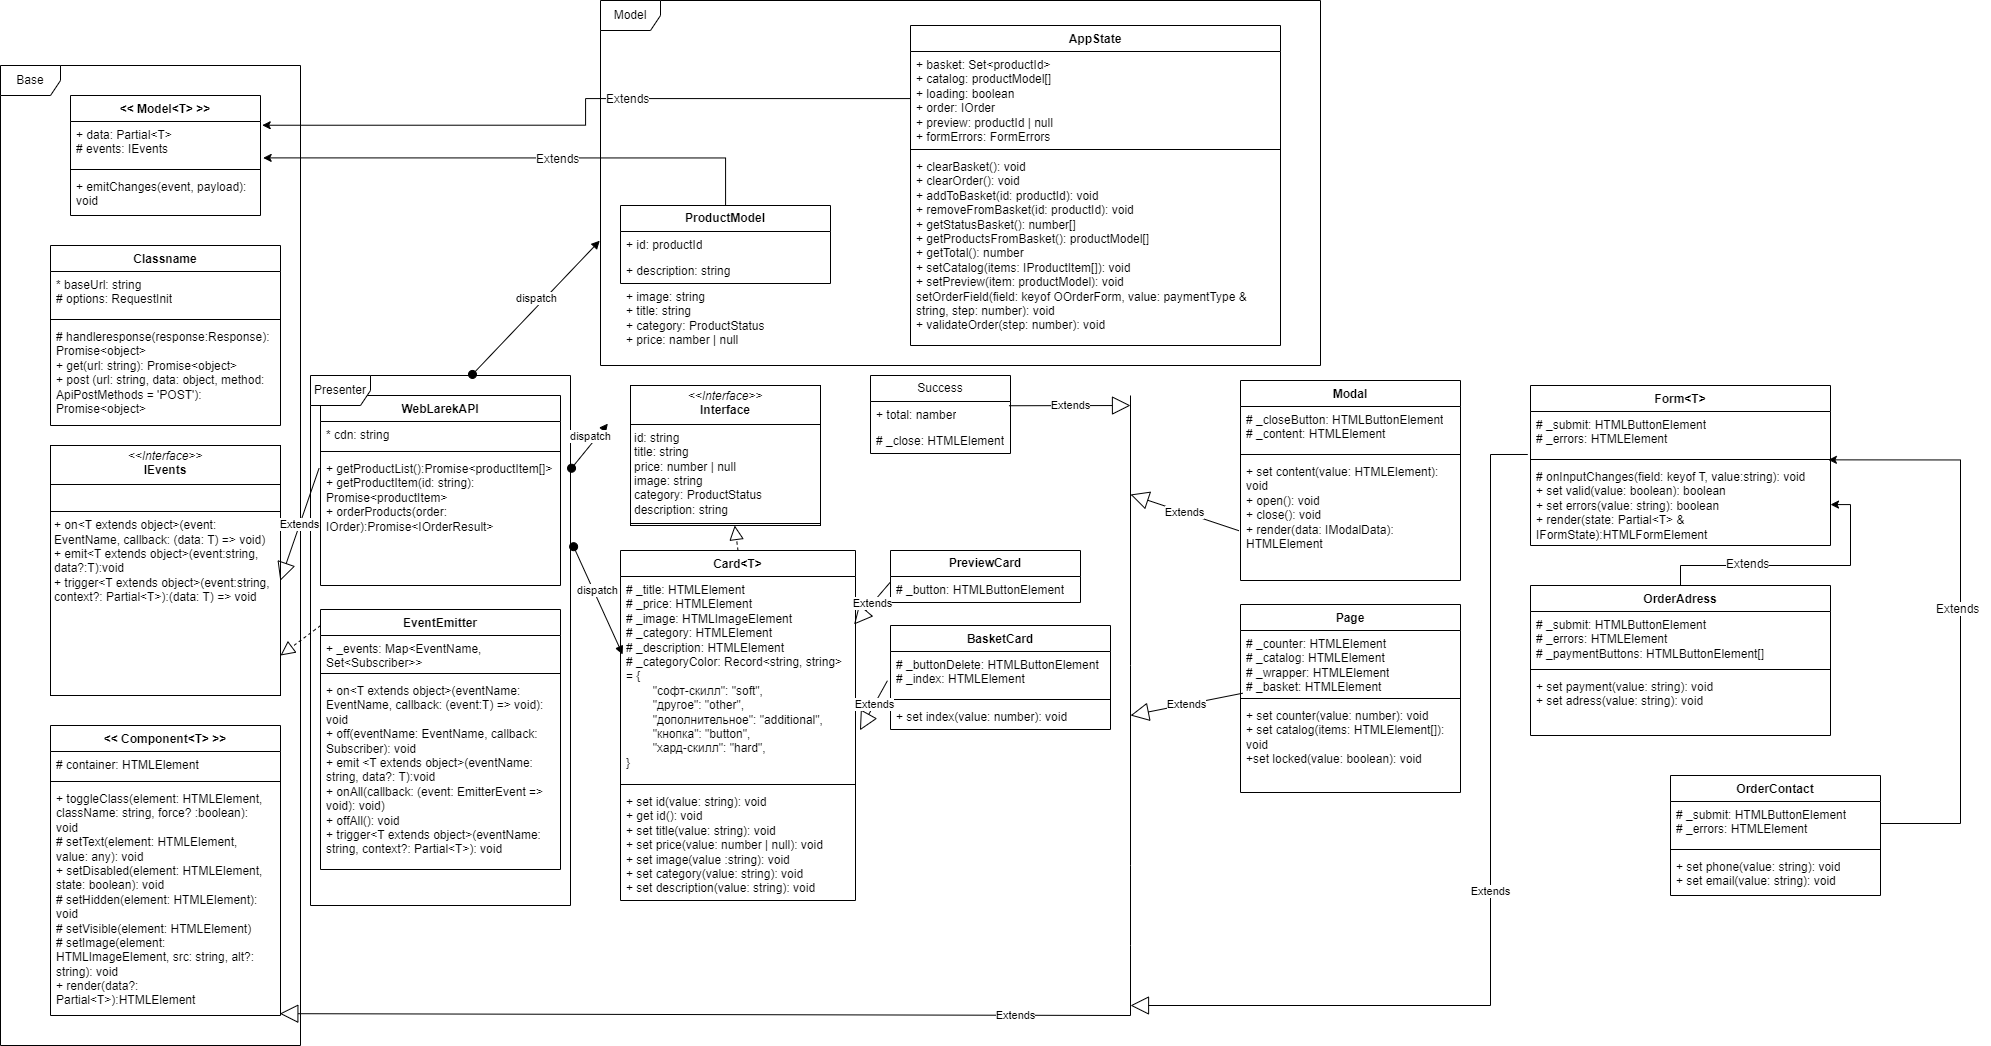 Base
<< Model<T> >>
+ data: Partial<T>
# events: IEvents
+ emitChanges(event, payload):
void
Classname
* baseUrl: string
# options: RequestInit
# handleresponse(response:Response):
Promise<object>
+ get(url: string): Promise<object>
+ post (url: string, data: object, method:
ApiPostMethods = 'POST'):
Promise<object>
<<Interface>>
IEvents
+ on<T extends object>(event:
EventName, callback: (data: T) => void)
+ emit<T extends object>(event:string,
data?:T):void
+ trigger<T extends object>(event:string,
context?: Partial<T>):(data: T) => void
<< Component<T> >>
# container: HTMLElement
+ toggleClass(element: HTMLElement,
className: string, force? :boolean):
void
# setText(element: HTMLElement,
value: any): void
+ setDisabled(element: HTMLElement,
state: boolean): void
# setHidden(element: HTMLElement):
void
# setVisible(element: HTMLElement)
# setImage(element:
HTMLImageElement, src: string, alt?:
string): void
+ render(data?:
Partial<T>):HTMLElement
Model
AppState
+ basket: Set<productId>
+ catalog: productModel[]
+ loading: boolean
+ order: IOrder
+ preview: productId | null
+ formErrors: FormErrors
+ clearBasket(): void
+ clearOrder(): void
+ addToBasket(id: productId): void
+ removeFromBasket(id: productId): void
+ getStatusBasket(): number[]
+ getProductsFromBasket(): productModel[]
+ getTotal(): number
+ setCatalog(items: IProductItem[]): void
+ setPreview(item: productModel): void
setOrderField(field: keyof OOrderForm, value: paymentType &
string, step: number): void
+ validateOrder(step: number): void
Extends
Extends
ProductModel
+ id: productId
+ description: string
+ image: string
+ title: string
+ category: ProductStatus
+ price: namber | null
dispatch
Presenter
WebLarekAPI
* cdn: string
+ getProductList():Promise<productItem[]>
+ getProductItem(id: string):
Promise<productItem>
+ orderProducts(order:
IOrder):Promise<IOrderResult>
Extends
EventEmitter
+ _events: Map<EventName,
Set<Subscriber>>
+ on<T extends object>(eventName:
EventName, callback: (event:T) => void):
void
+ off(eventName: EventName, callback:
Subscriber): void
+ emit <T extends object>(eventName:
string, data?: T):void
+ onAll(callback: (event: EmitterEvent =>
void): void)
+ offAll(): void
+ trigger<T extends object>(eventName:
string, context?: Partial<T>): void
dispatch
dispatch
<<Interface>>
Interface
id: string
title: string
price: number | null
image: string
category: ProductStatus
description: string
Card<T>
# _title: HTMLElement
# _price: HTMLElement
# _image: HTMLImageElement
# _category: HTMLElement
# _description: HTMLElement
# _categoryColor: Record<string, string>
= {
"софт-скилл": "soft",
"другое": "other",
"дополнительное": "additional",
"кнопка": "button",
"хард-скилл": "hard",
}
+ set id(value: string): void
+ get id(): void
+ set title(value: string): void
+ set price(value: number | null): void
+ set image(value :string): void
+ set category(value: string): void
+ set description(value: string): void
Success
+ total: namber
# _close: HTMLElement
Extends
PreviewCard
# _button: HTMLButtonElement
Extends
BasketCard
# _buttonDelete: HTMLButtonElement
# _index: HTMLElement
+ set index(value: number): void
Extends
Modal
# _closeButton: HTMLButtonElement
# _content: HTMLElement
+ set content(value: HTMLElement):
void
+ open(): void
+ close(): void
+ render(data: IModalData):
HTMLElement
Extends
Page
# _counter: HTMLElement
# _catalog: HTMLElement
# _wrapper: HTMLElement
# _basket: HTMLElement
+ set counter(value: number): void
+ set catalog(items: HTMLElement[]):
void
+set locked(value: boolean): void
Extends
Form<T>
# _submit: HTMLButtonElement
# _errors: HTMLElement
# onInputChanges(field: keyof T, value:string): void
+ set valid(value: boolean): boolean
+ set errors(value: string): boolean
+ render(state: Partial<T> &
IFormState):HTMLFormElement
Extends
OrderAdress
# _submit: HTMLButtonElement
# _errors: HTMLElement
# _paymentButtons: HTMLButtonElement[]
+ set payment(value: string): void
+ set adress(value: string): void
Extends
OrderContact
# _submit: HTMLButtonElement
# _errors: HTMLElement
+ set phone(value: string): void
+ set email(value: string): void
Extends
Extends